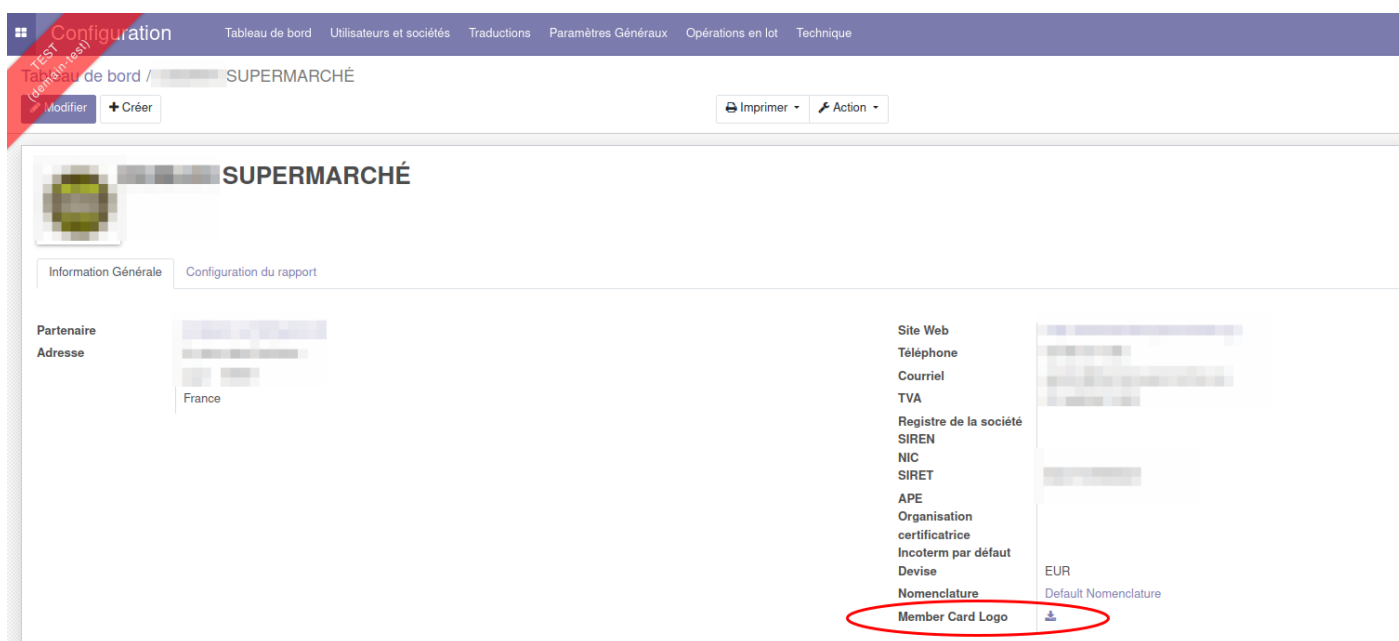 Configuration Tableau de bord Utilisateurs et sociétés Traductions Paramètres Généraux Opérations en lot Technique
TEST
(demain-test)
Tableau de bord / SUPERMARCHÉ
Modifier Créer Imprimer Action
SUPERMARCHÉ
Information Générale Configuration du rapport
Partenaire
Adresse
France
Site Web
Téléphone
Courriel
TVA
Registre de la société
SIREN
NIC
SIRET
APE
Organisation
certificatrice
Incoterm par défaut
Devise EUR
Nomenclature Default Nomenclature
Member Card Logo